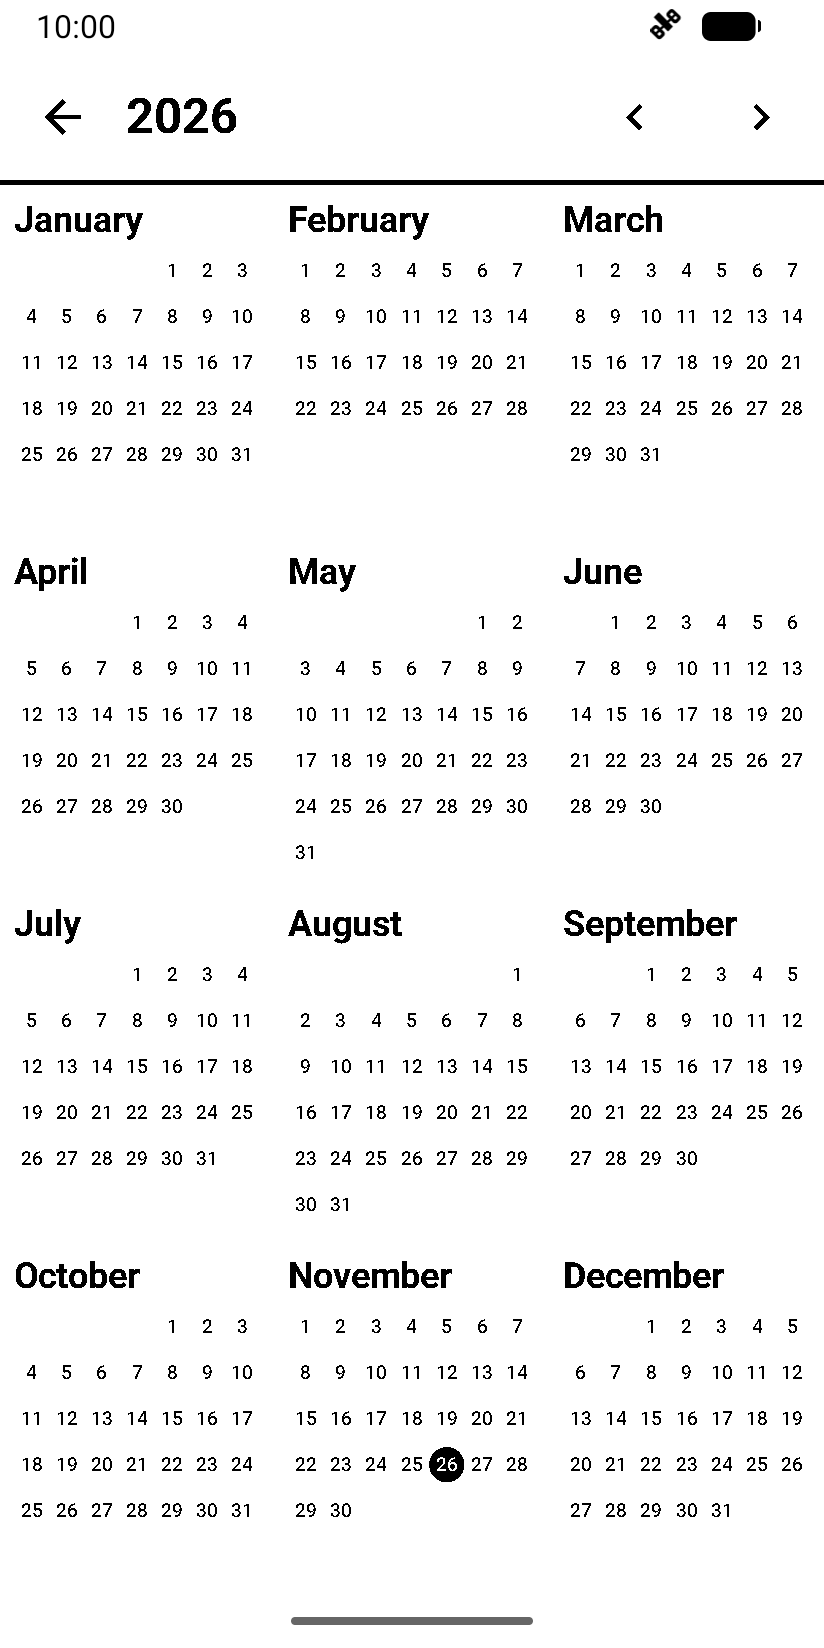 10:00
2026
January February March
1 2 3 1 2 3 4 5 6 7 1 2 3 4 5 6 7
4 5 6 7 8 9 10 8 9 10 11 12 13 14 8 9 10 11 12 13 14
11 12 13 14 15 16 17 15 16 17 18 19 20 21 15 16 17 18 19 20 21
18 19 20 21 22 23 24 22 23 24 25 26 27 28 22 23 24 25 26 27 28
25 26 27 28 29 30 31 29 30 31
April May June
1 2 3 4 1 2 1 2 3 4 5 6
5 6 7 8 9 10 11 3 4 5 6 7 8 9 7 8 9 10 11 12 13
12 13 14 15 16 17 18 10 11 12 13 14 15 16 14 15 16 17 18 19 20
19 20 21 22 23 24 25 17 18 19 20 21 22 23 21 22 23 24 25 26 27
26 27 28 29 30 24 25 26 27 28 29 30 28 29 30
31
July August September
1 2 3 4 1 1 2 3 4 5
5 6 7 8 9 10 11 2 3 4 5 6 7 8 6 7 8 9 10 11 12
12 13 14 15 16 17 18 9 10 11 12 13 14 15 13 14 15 16 17 18 19
19 20 21 22 23 24 25 16 17 18 19 20 21 22 20 21 22 23 24 25 26
26 27 28 29 30 31 23 24 25 26 27 28 29 27 28 29 30
30 31
October November December
1 2 3 1 2 3 4 5 6 7 1 2 3 4 5
4 5 6 7 8 9 10 8 9 10 11 12 13 14 6 7 8 9 10 11 12
11 12 13 14 15 16 17 15 16 17 18 19 20 21 13 14 15 16 17 18 19
18 19 20 21 22 23 24 22 23 24 25 26 27 28 20 21 22 23 24 25 26
25 26 27 28 29 30 31 29 30 27 28 29 30 31